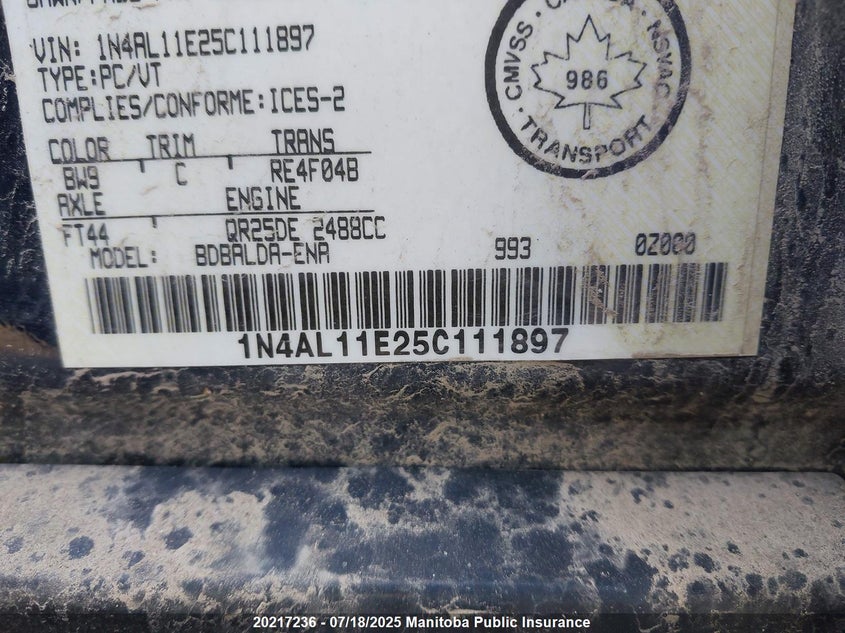 VIN: 1N4AL11E25C111897
TYPE:PC/VT
COMPLIES/CONFORME:ICES-2
COLOR TRIM TRANS
BW9 C RE4F04B
AXLE ENGINE
FT44 QR25DE 2488CC
MODEL: BDBALDA-ENA 993 0Z000
1N4AL11E25C111897
CMVSS · NSVAC
986
TRANSPORT
20217236 - 07/18/2025 Manitoba Public Insurance